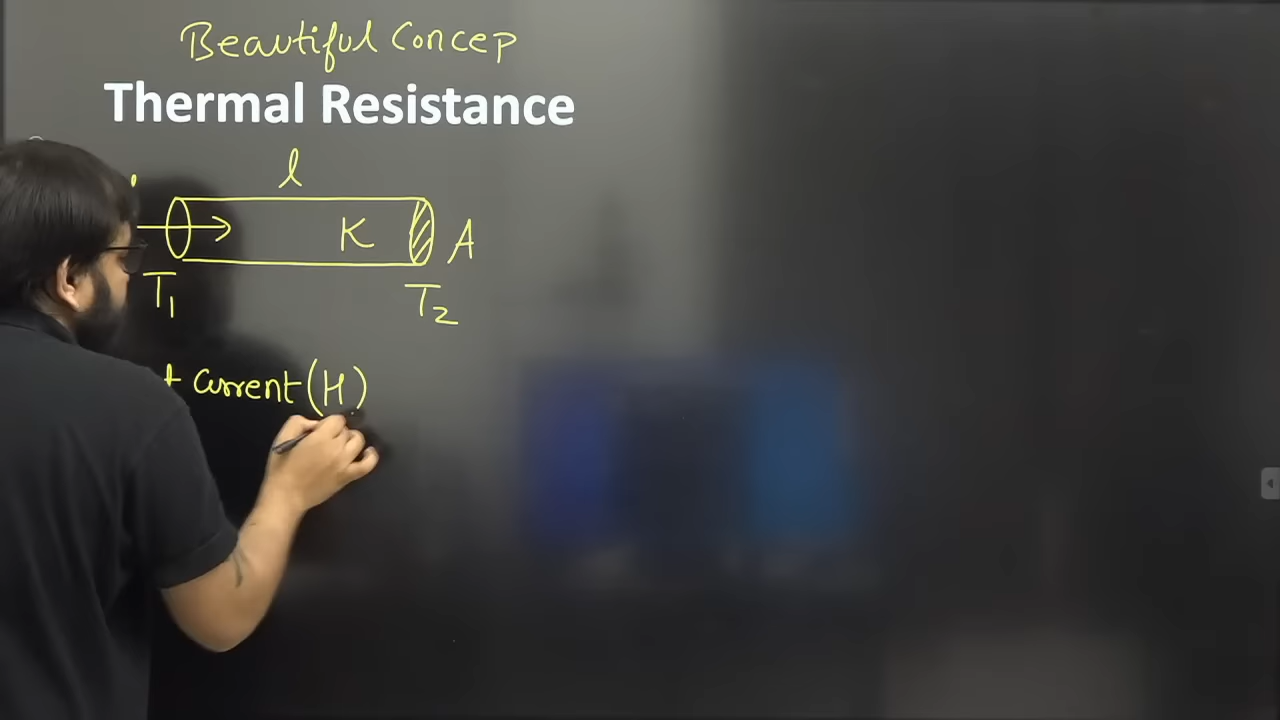 Beautiful Concep
Thermal Resistance
l
K A
T1 T2
current (H)